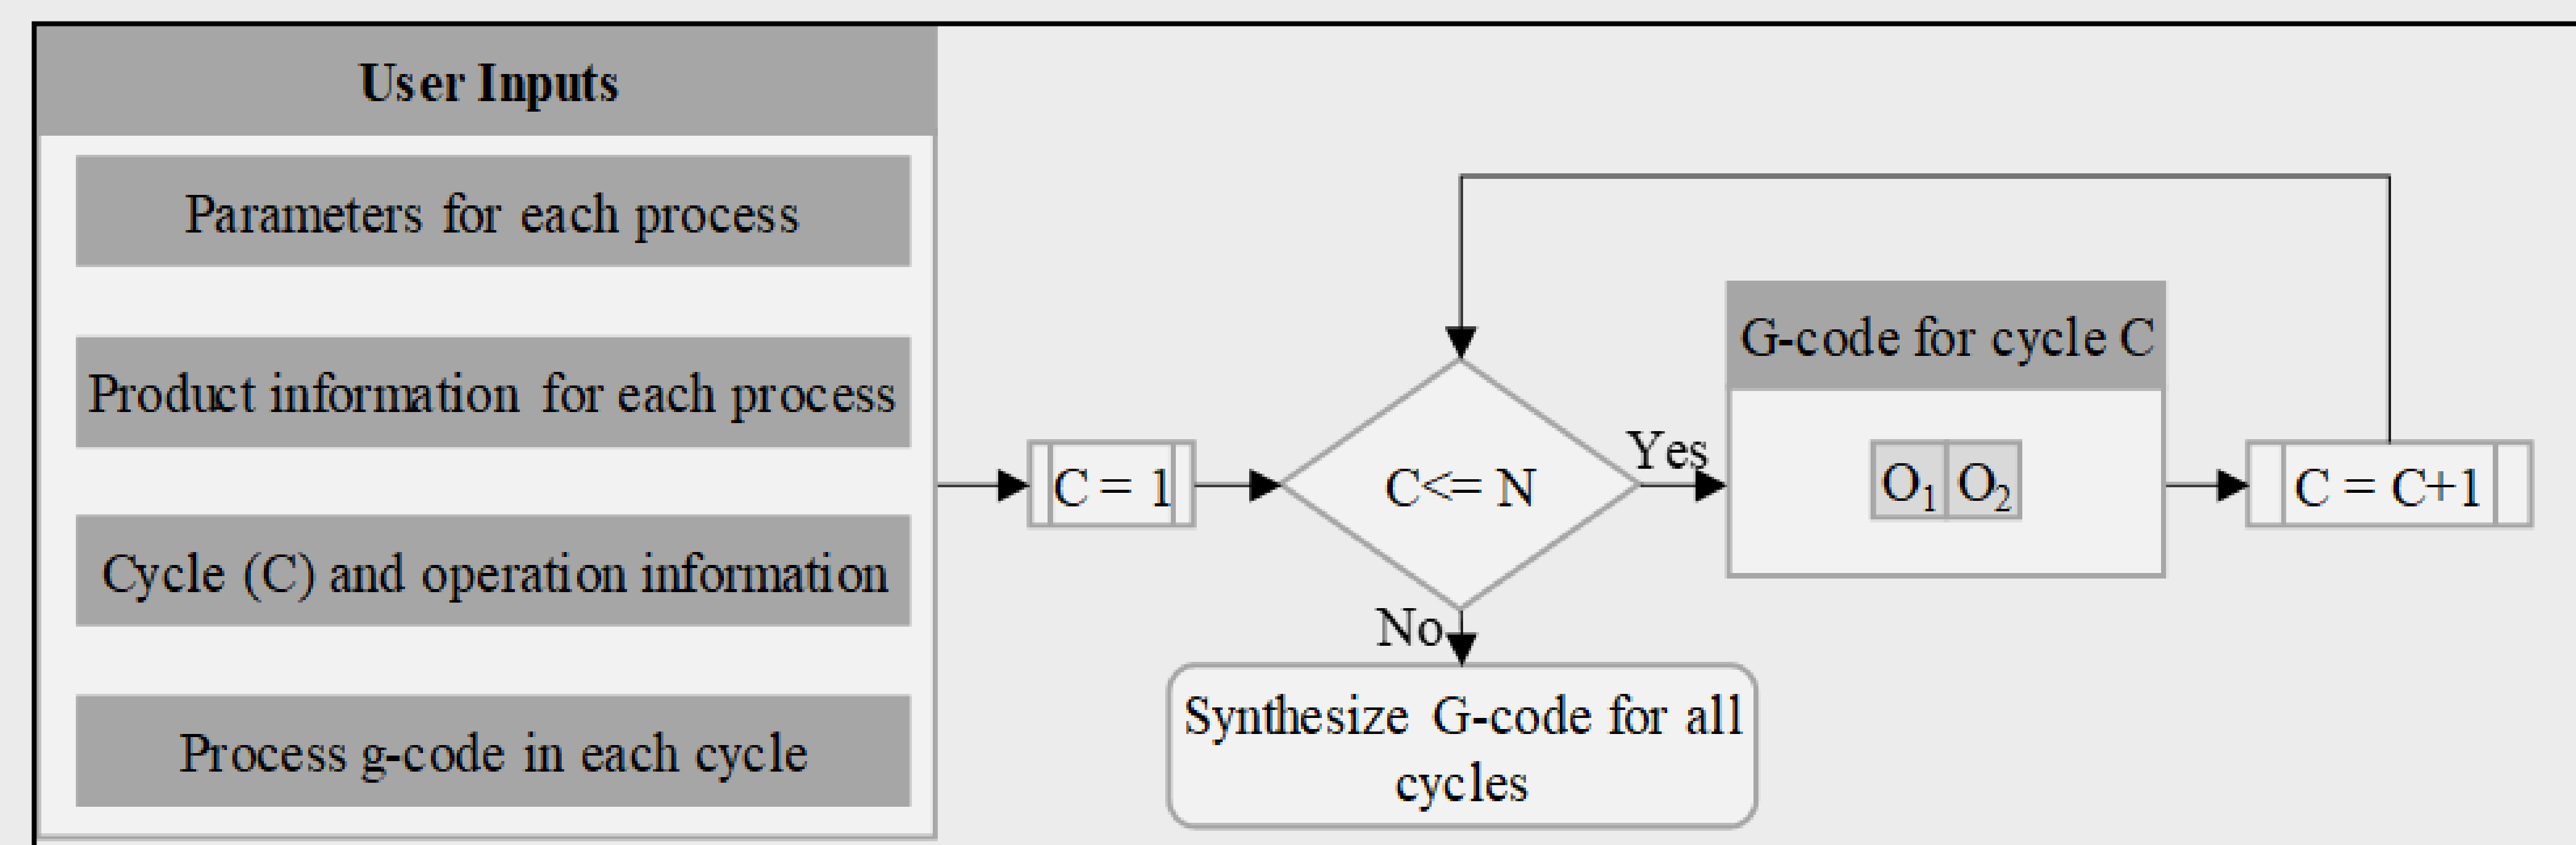 User Inputs
Parameters for each process
Product information for each process
Cycle (C) and operation information
Process g-code in each cycle
C = 1
C<= N
Yes
No
G-code for cycle C
O₁ O₂
C = C+1
Synthesize G-code for all
cycles